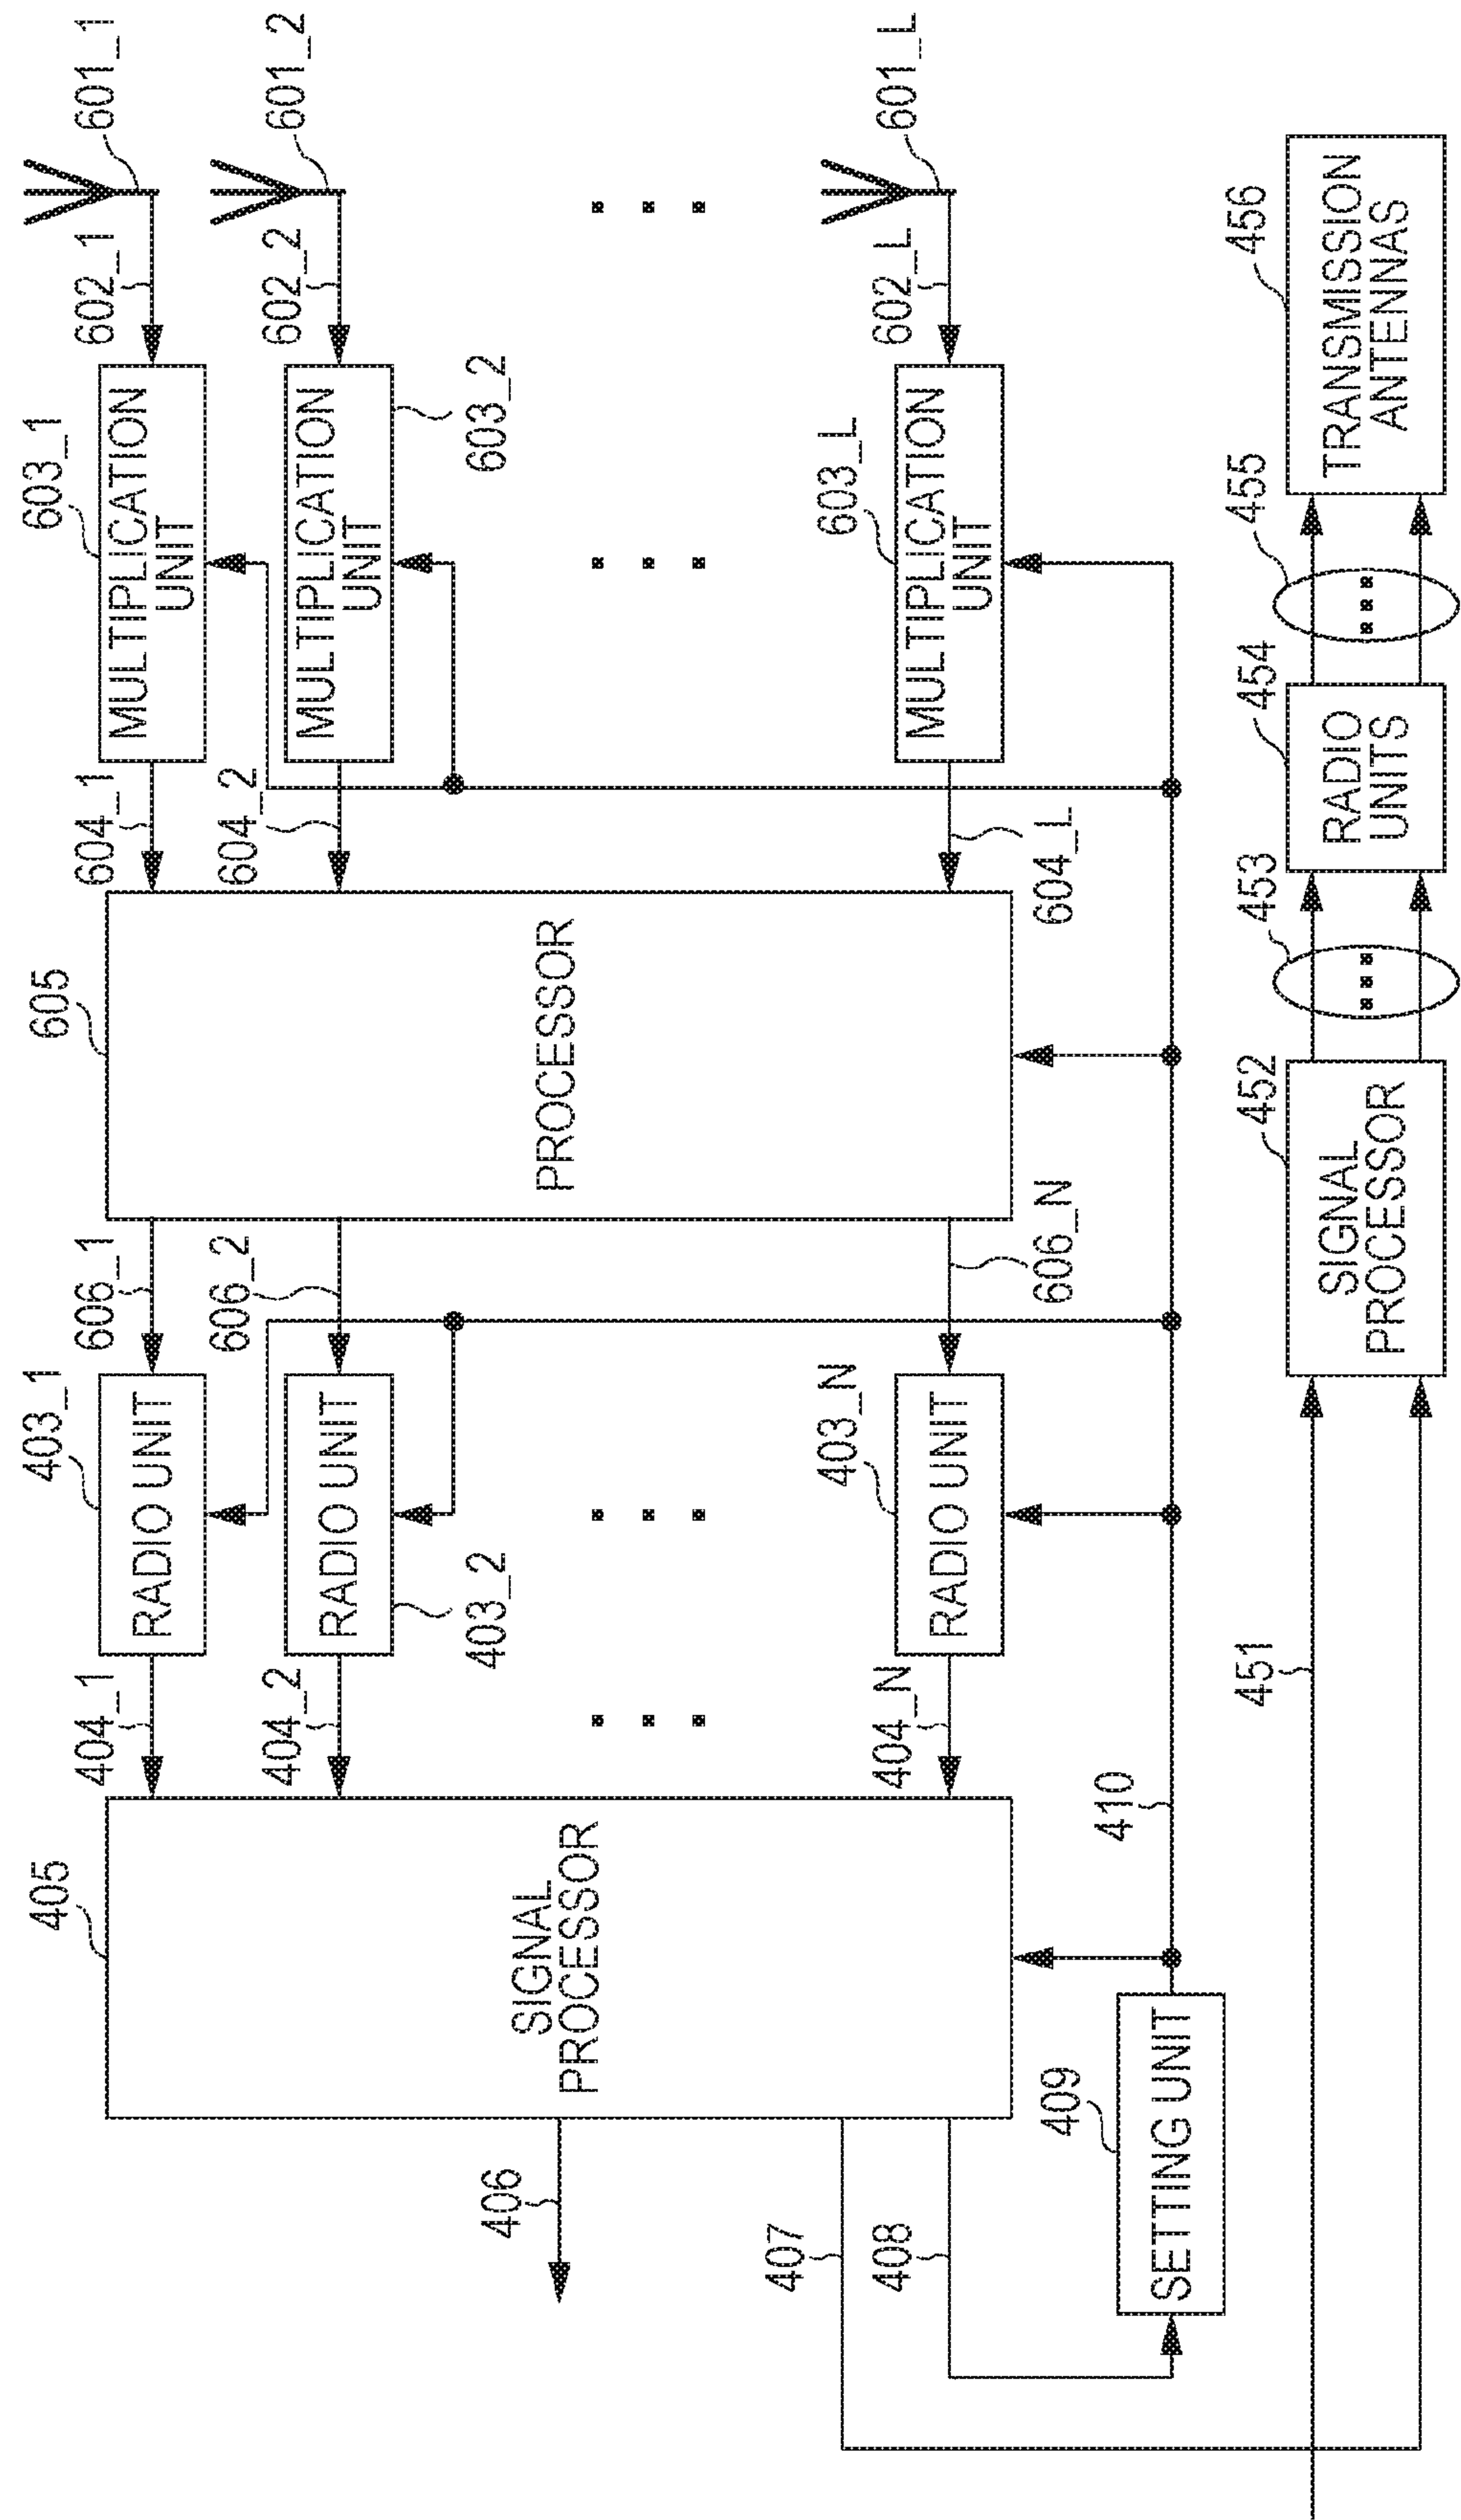 405
SIGNAL
PROCESSOR
406
407
408
409
SETTING UNIT
410
404_1
404_2
404_N
403_1
RADIO UNIT
RADIO UNIT
403_2
403_N
RADIO UNIT
606_1
606_2
606_N
605
PROCESSOR
604_1
604_2
604_L
603_1
MULTIPLICATION
UNIT
MULTIPLICATION
UNIT
603_2
603_L
MULTIPLICATION
UNIT
602_1
602_2
602_L
601_1
601_2
601_L
451
452
SIGNAL
PROCESSOR
453
454
RADIO
UNITS
455
456
TRANSMISSION
ANTENNAS